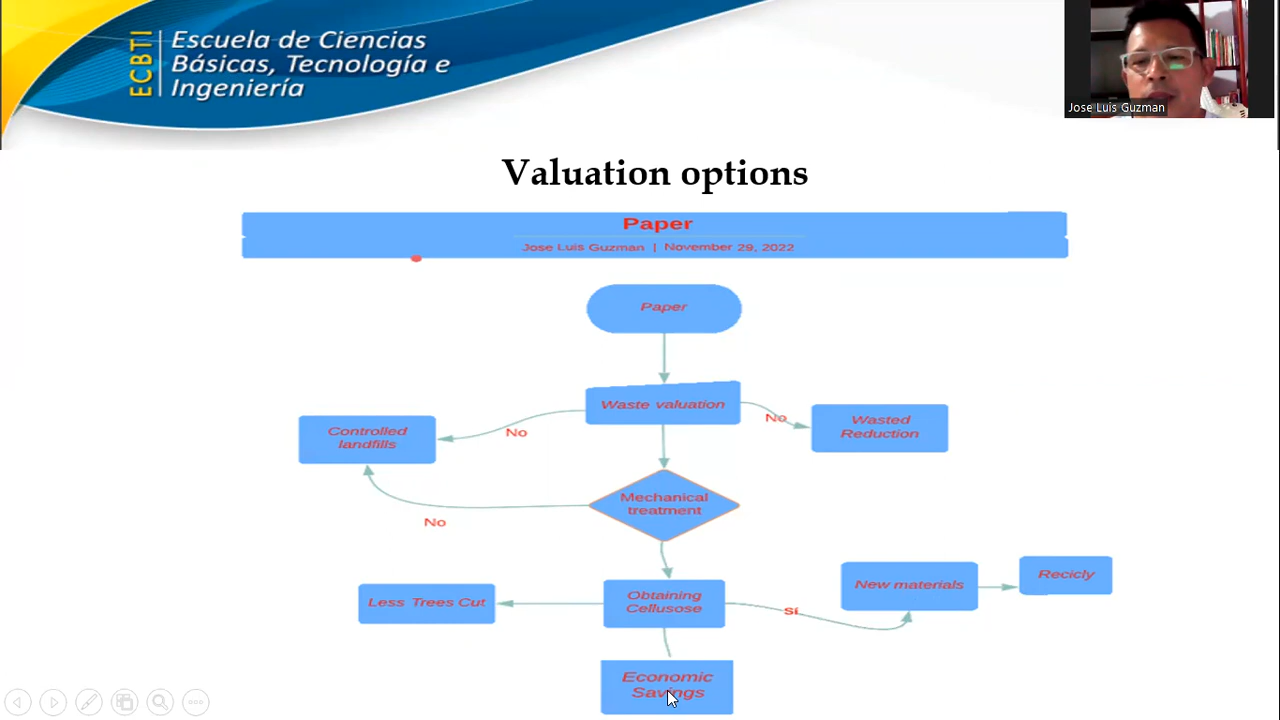 ECBTI
Escuela de Ciencias
Básicas, Tecnología e
Ingeniería
Jose Luis Guzman
Valuation options
Paper
Jose Luis Guzman | November 29, 2022
Paper
Waste valuation
No
No
Controlled
landfills
Wasted
Reduction
Mechanical
treatment
No
Less Trees Cut
Obtaining
Cellusose
Sí
New materials
Recicly
Economic
Savings